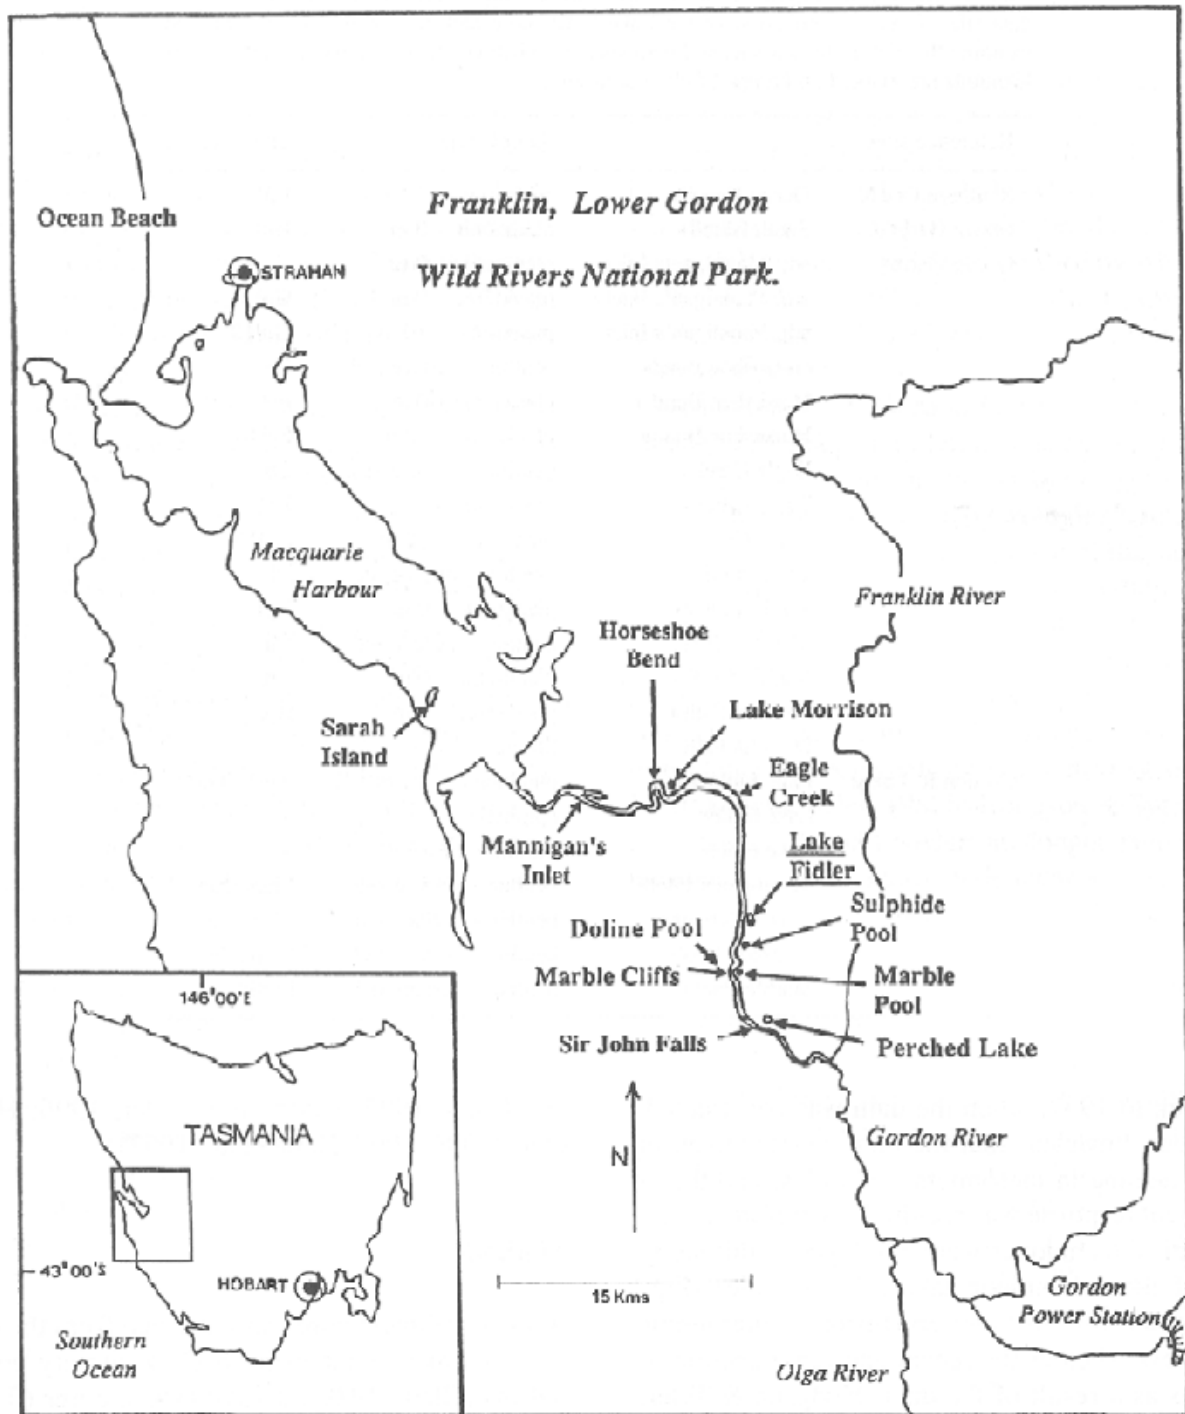 Franklin, Lower Gordon
Wild Rivers National Park.
Ocean Beach
STRAHAN
Macquarie
Harbour
Franklin River
Horseshoe
Bend
Lake Morrison
Sarah
Island
Eagle
Creek
Mannigan's
Inlet
Lake
Fidler
Sulphide
Pool
Doline Pool
Marble Cliffs
Marble
Pool
Sir John Falls
Perched Lake
Gordon River
N
15 Kms
Gordon
Power Station
Olga River
146°00'E
TASMANIA
43°00'S
HOBART
Southern
Ocean